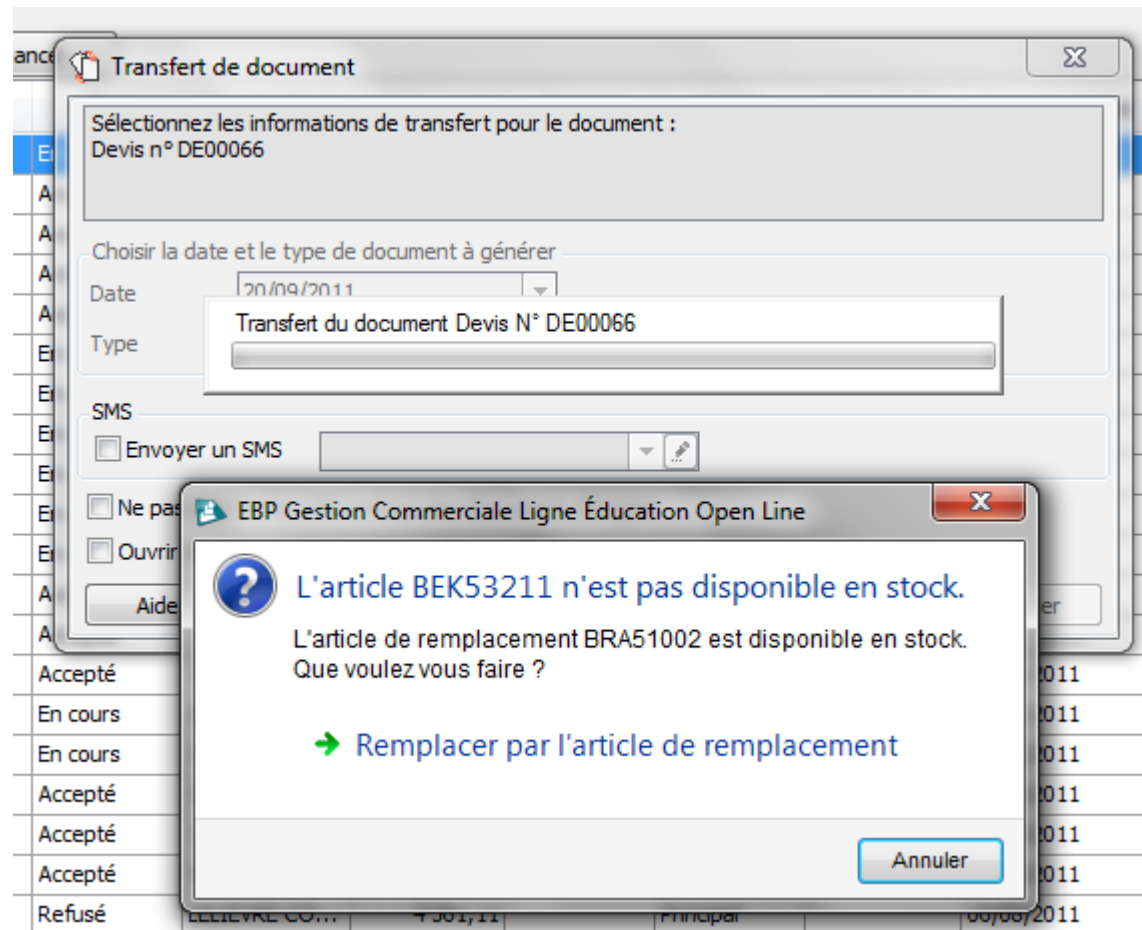 Transfert de document
Sélectionnez les informations de transfert pour le document :
Devis n° DE00066
Choisir la date et le type de document à générer
Date 20/09/2011
Transfert du document Devis N° DE00066
Type
SMS
Envoyer un SMS
Ne pas
EBP Gestion Commerciale Ligne Éducation Open Line
Ouvrir
L'article BEK53211 n'est pas disponible en stock.
Aide
L'article de remplacement BRA51002 est disponible en stock.
Que voulez vous faire ?
Remplacer par l'article de remplacement
Annuler
Accepté
En cours
En cours
Accepté
Accepté
Accepté
Refusé